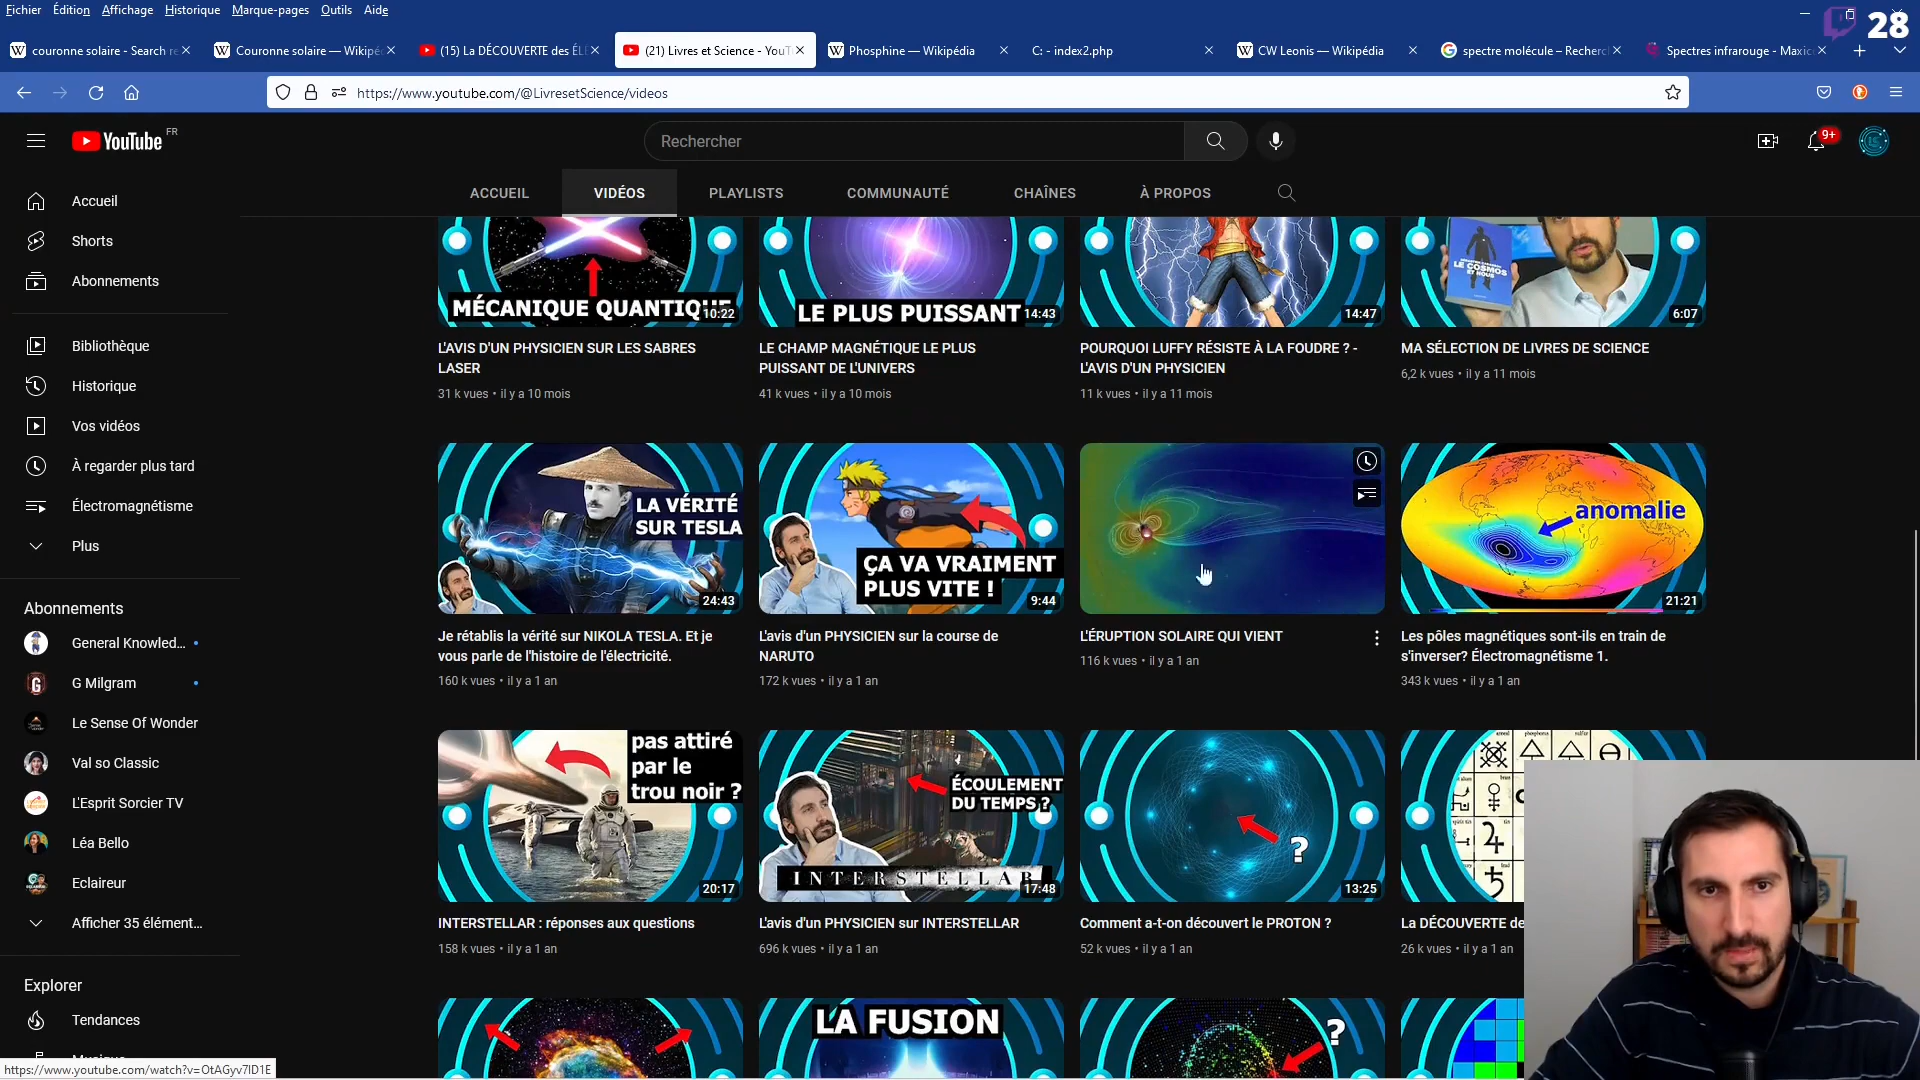 Fichier Édition Affichage Historique Marque-pages Outils Aide
28
couronne solaire - Search re
Couronne solaire — Wikipéd
(15) La DÉCOUVERTE des ÉLÉ
(21) Livres et Science - YouT
Phosphine — Wikipédia
C: - index2.php
CW Leonis — Wikipédia
spectre molécule – Recherc
Spectres infrarouge - Maxic
https://www.youtube.com/@LivresetScience/videos
YouTube FR
Rechercher
9+
ACCUEIL VIDÉOS PLAYLISTS COMMUNAUTÉ CHAÎNES À PROPOS
Accueil
Shorts
Abonnements
Bibliothèque
Historique
Vos vidéos
À regarder plus tard
Électromagnétisme
Plus
Abonnements
General Knowled...
G Milgram
Le Sense Of Wonder
Val so Classic
L'Esprit Sorcier TV
Léa Bello
Eclaireur
Afficher 35 élément...
Explorer
Tendances
Musique
https://www.youtube.com/watch?v=OtAGyv7lD1E
MÉCANIQUE QUANTIQUE
10:22
L'AVIS D'UN PHYSICIEN SUR LES SABRES
LASER
31 k vues • il y a 10 mois
LE PLUS PUISSANT
14:43
LE CHAMP MAGNÉTIQUE LE PLUS
PUISSANT DE L'UNIVERS
41 k vues • il y a 10 mois
14:47
POURQUOI LUFFY RÉSISTE À LA FOUDRE ? -
L'AVIS D'UN PHYSICIEN
11 k vues • il y a 11 mois
LE COSMOS
ET NOUS
6:07
MA SÉLECTION DE LIVRES DE SCIENCE
6,2 k vues • il y a 11 mois
LA VÉRITÉ
SUR TESLA
24:43
Je rétablis la vérité sur NIKOLA TESLA. Et je
vous parle de l'histoire de l'électricité.
160 k vues • il y a 1 an
ÇA VA VRAIMENT
PLUS VITE !
9:44
L'avis d'un PHYSICIEN sur la course de
NARUTO
172 k vues • il y a 1 an
L'ÉRUPTION SOLAIRE QUI VIENT
116 k vues • il y a 1 an
anomalie
21:21
Les pôles magnétiques sont-ils en train de
s'inverser? Électromagnétisme 1.
343 k vues • il y a 1 an
pas attiré
par le
trou noir ?
20:17
INTERSTELLAR : réponses aux questions
158 k vues • il y a 1 an
ÉCOULEMENT
DU TEMPS ?
INTERSTELLAR
17:48
L'avis d'un PHYSICIEN sur INTERSTELLAR
696 k vues • il y a 1 an
?
13:25
Comment a-t-on découvert le PROTON ?
52 k vues • il y a 1 an
La DÉCOUVERTE de
26 k vues • il y a 1 an
LA FUSION
?